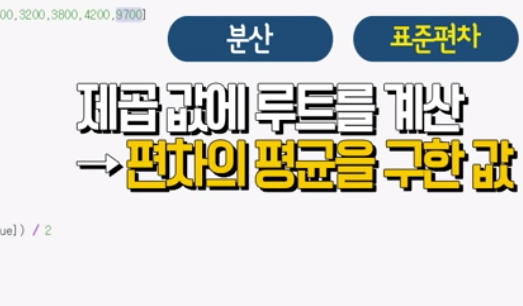 00,3200,3800,4200,9700]
분산
표준편차
제곱 값에 루트를 계산
→편차의 평균을 구한 값
ue]) / 2